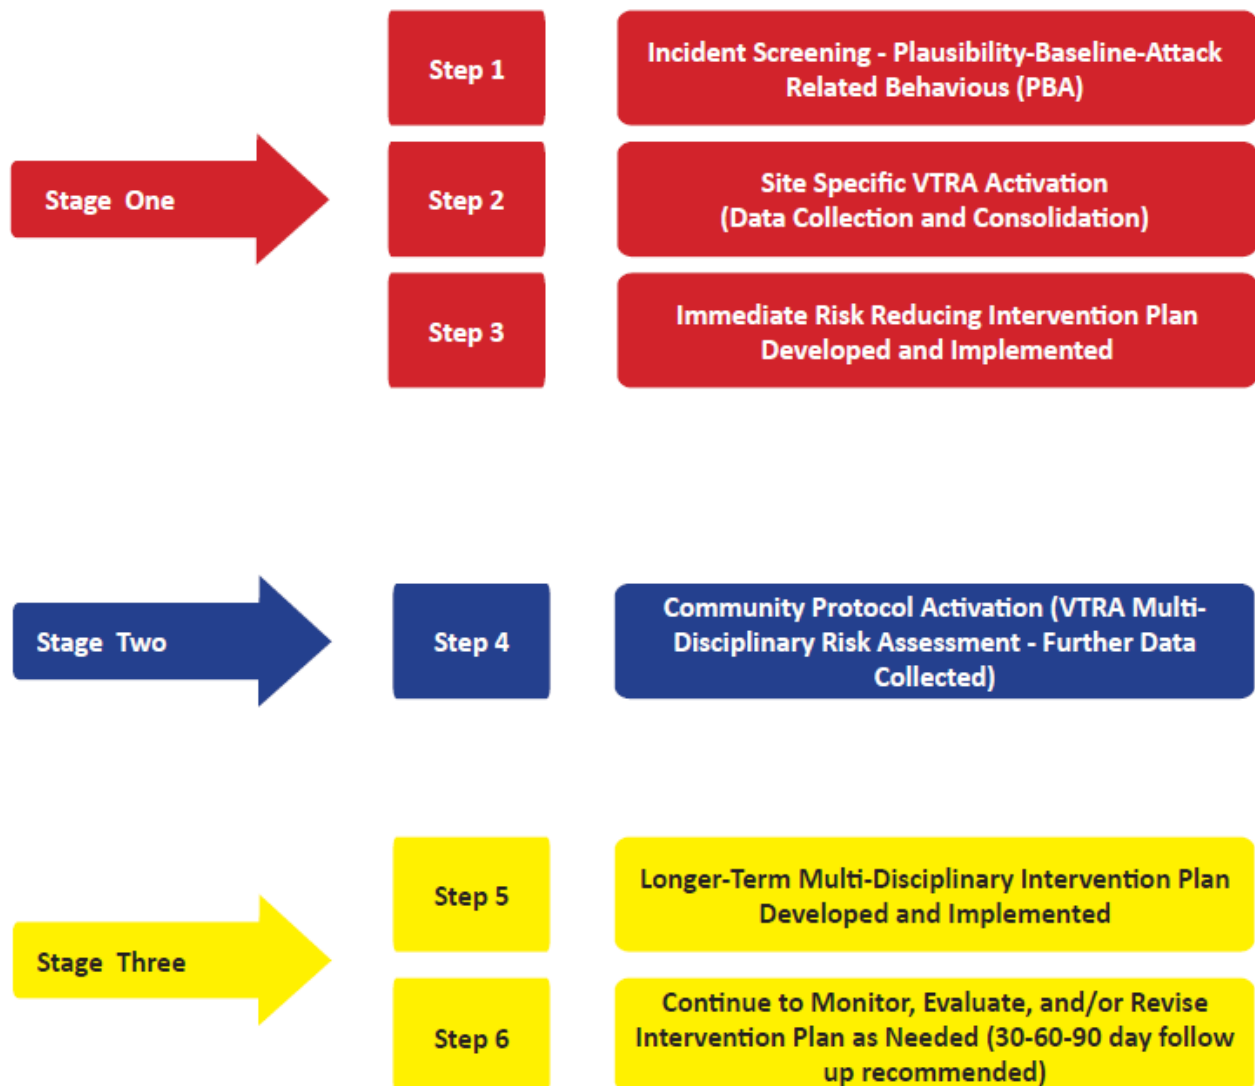 Stage One
Step 1
Incident Screening - Plausibility-Baseline-Attack
Related Behavious (PBA)
Step 2
Site Specific VTRA Activation
(Data Collection and Consolidation)
Step 3
Immediate Risk Reducing Intervention Plan
Developed and Implemented
Stage Two
Step 4
Community Protocol Activation (VTRA Multi-
Disciplinary Risk Assessment - Further Data
Collected)
Stage Three
Step 5
Longer-Term Multi-Disciplinary Intervention Plan
Developed and Implemented
Step 6
Continue to Monitor, Evaluate, and/or Revise
Intervention Plan as Needed (30-60-90 day follow
up recommended)